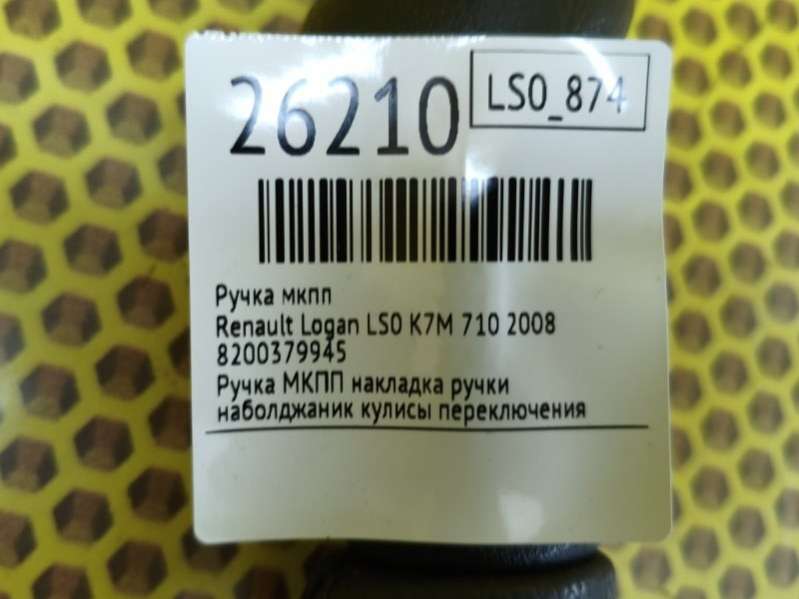 26210
LS0_874
Ручка мкпп
Renault Logan LS0 K7M 710 2008
8200379945
Ручка МКПП накладка ручки
наболджаник кулисы переключения